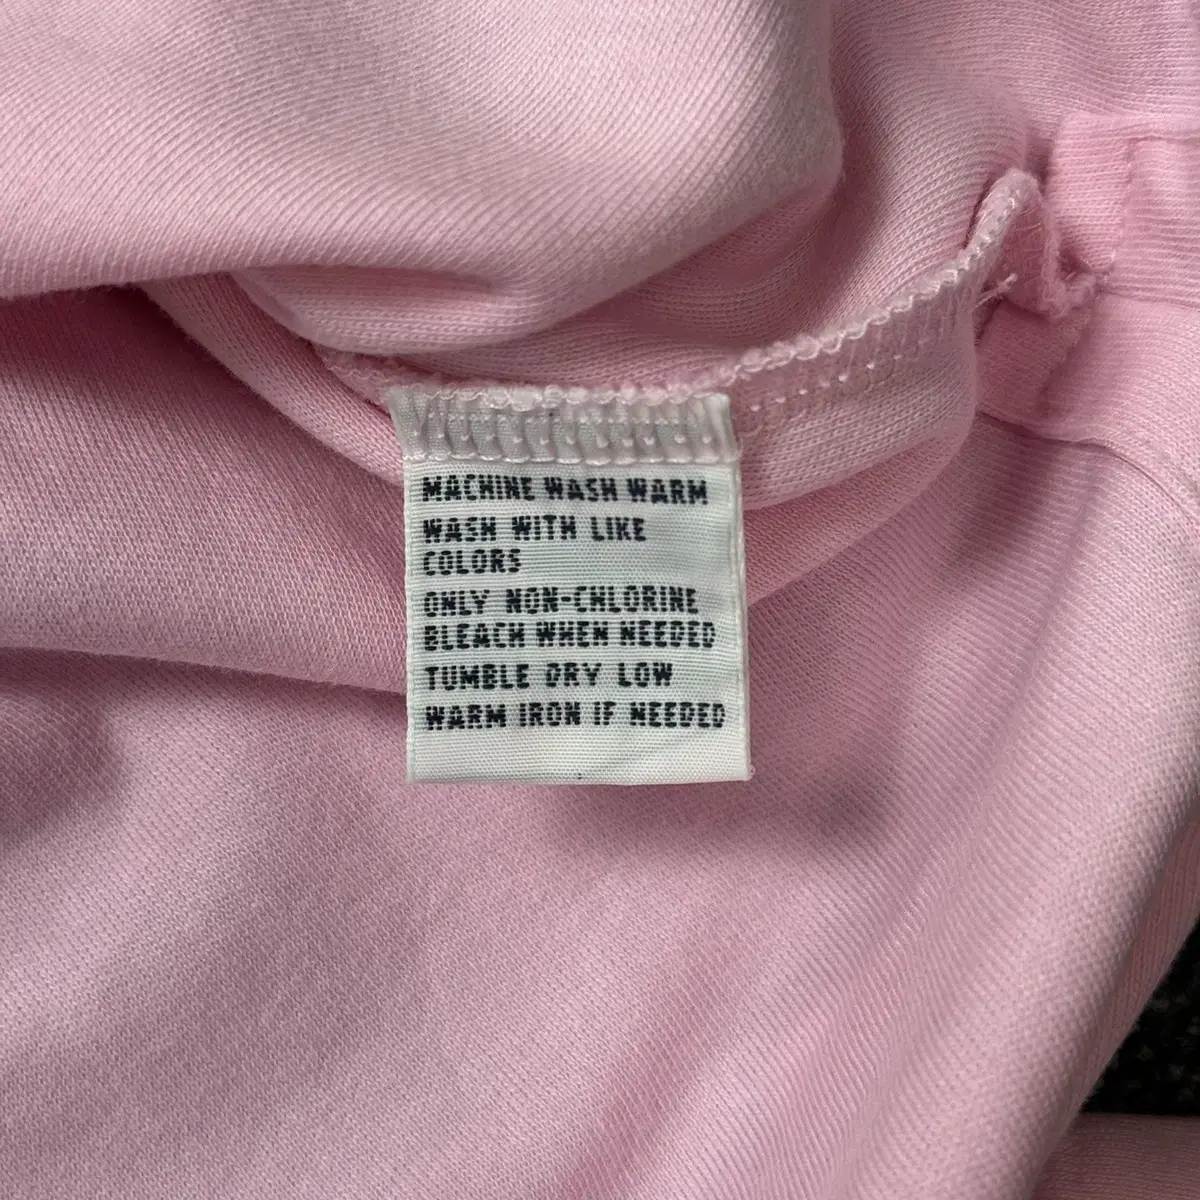 MACHINE WASH WARM
WASH WITH LIKE
COLORS
ONLY NON-CHLORINE
BLEACH WHEN NEEDED
TUMBLE DRY LOW
WARM IRON IF NEEDED